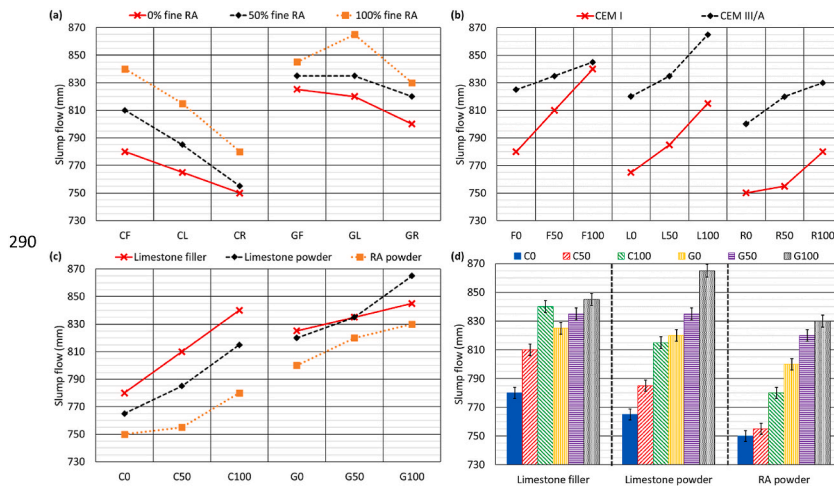 (a) 0% fine RA 50% fine RA 100% fine RA
870
850
830
810
790
770
750
730
Slump flow (mm)
CF CL CR GF GL GR
(b) CEM I CEM III/A
870
850
830
810
790
770
750
730
Slump flow (mm)
F0 F50 F100 L0 L50 L100 R0 R50 R100
290
(c) Limestone filler Limestone powder RA powder
870
850
830
810
790
770
750
730
Slump flow (mm)
C0 C50 C100 G0 G50 G100
(d) C0 C50 C100 G0 G50 G100
870
850
830
810
790
770
750
730
Slump flow (mm)
Limestone filler Limestone powder RA powder